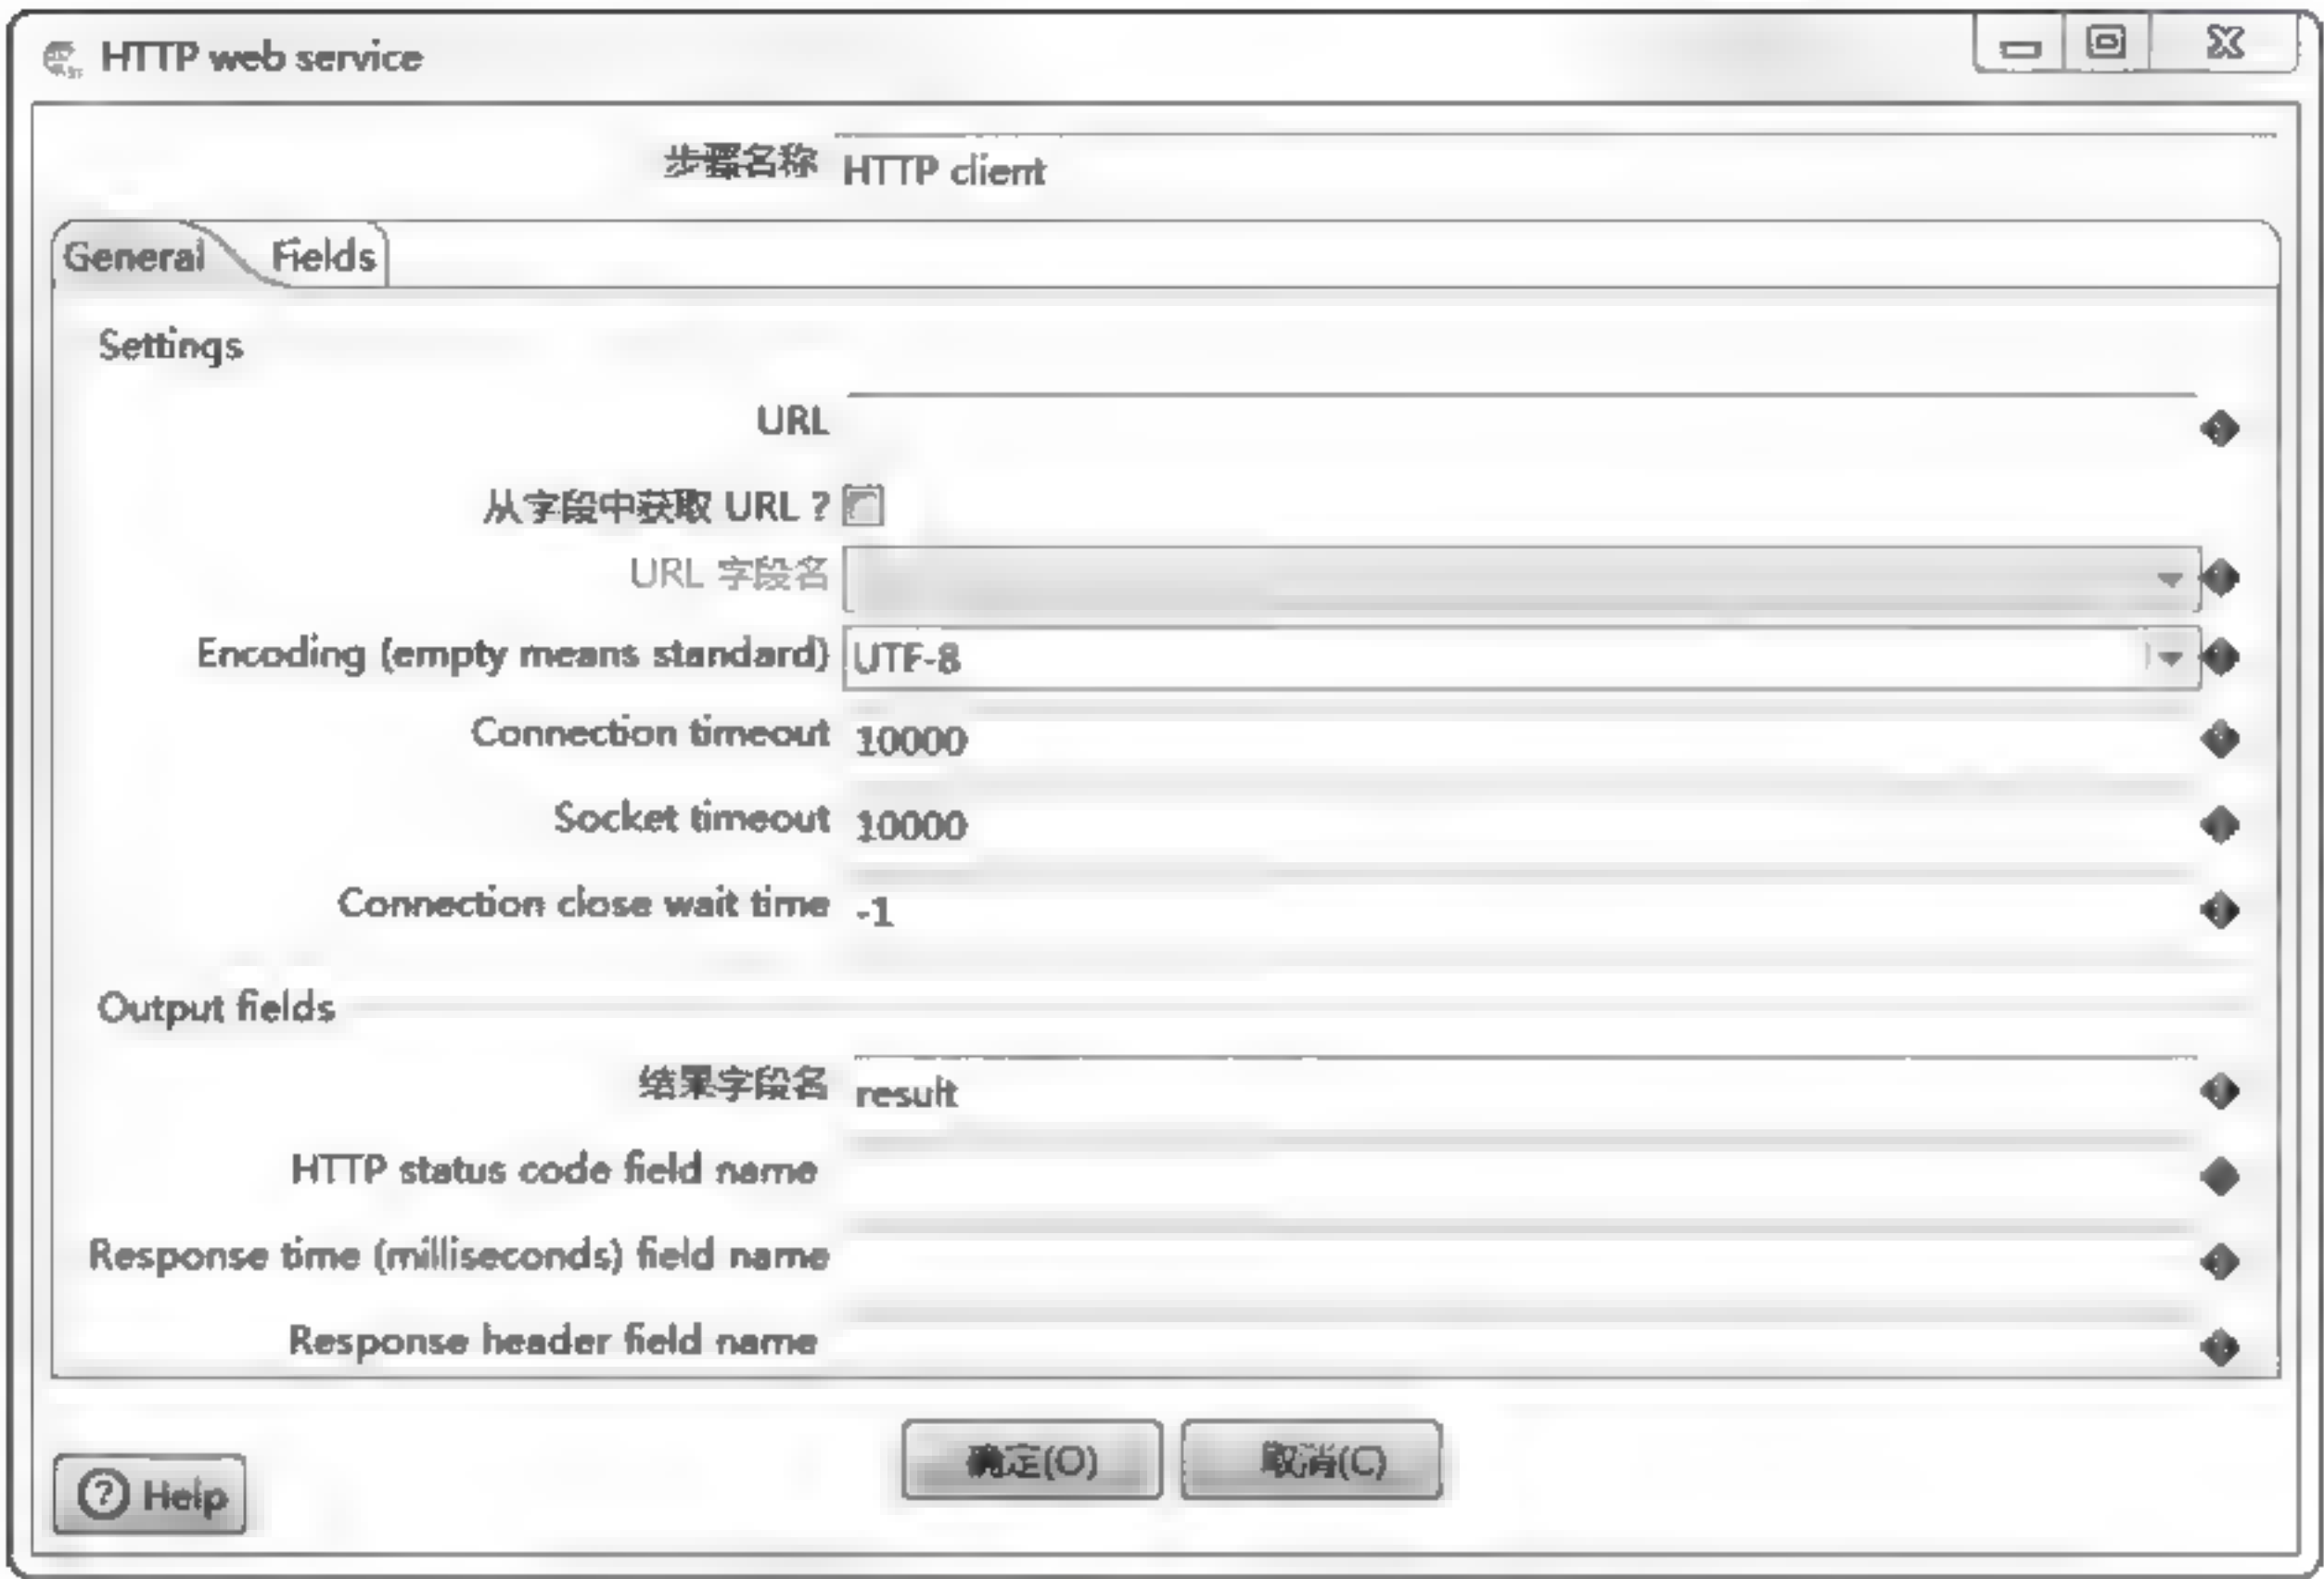 HTTP web service
步骤名称 HTTP client
General Fields
Settings
URL
从字段中获取 URL ?
URL 字段名
Encoding (empty means standard) UTF-8
Connection timeout 10000
Socket timeout 10000
Connection close wait time -1
Output fields
结果字段名 result
HTTP status code field name
Response time (milliseconds) field name
Response header field name
确定(O) 取消(C)
Help